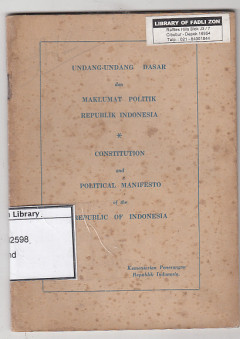 LIBRARY OF FADLI ZON
UNDANG-UNDANG DASAR
dan
MAKLUMAT POLITIK
REPUBLIK INDONESIA
*
CONSTITUTION
and
POLITICAL MANIFESTO
of the
REPUBLIC OF INDONESIA
Library
2598
nd
Kementerian Penerangan
Republik Indonesia